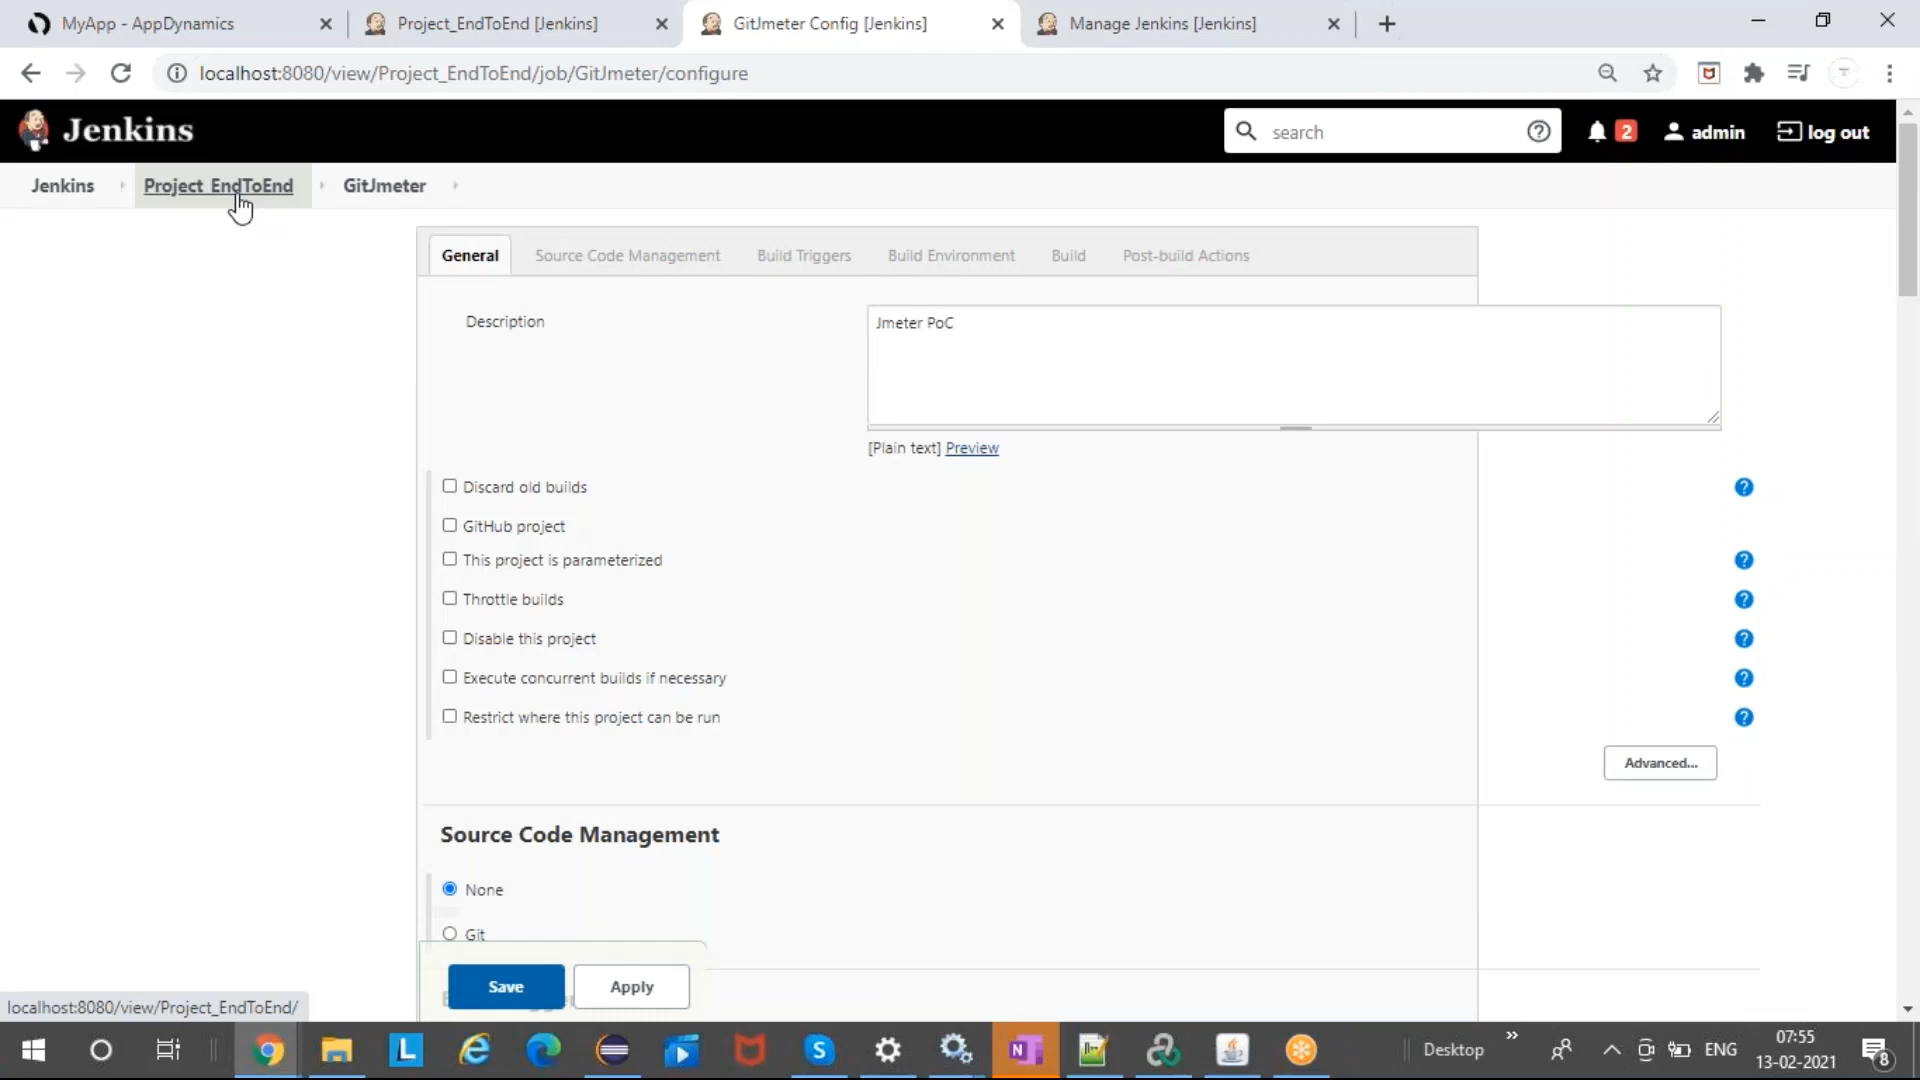 MyApp - AppDynamics
Project_EndToEnd [Jenkins]
GitJmeter Config [Jenkins]
Manage Jenkins [Jenkins]
localhost:8080/view/Project_EndToEnd/job/GitJmeter/configure
Jenkins
search
2
admin
log out
Jenkins
Project_EndToEnd
GitJmeter
General
Source Code Management
Build Triggers
Build Environment
Build
Post-build Actions
Description
Jmeter PoC
[Plain text] Preview
Discard old builds
GitHub project
This project is parameterized
Throttle builds
Disable this project
Execute concurrent builds if necessary
Restrict where this project can be run
Advanced...
Source Code Management
None
Git
Save
Apply
localhost:8080/view/Project_EndToEnd/
Desktop
ENG
07:55
13-02-2021
8